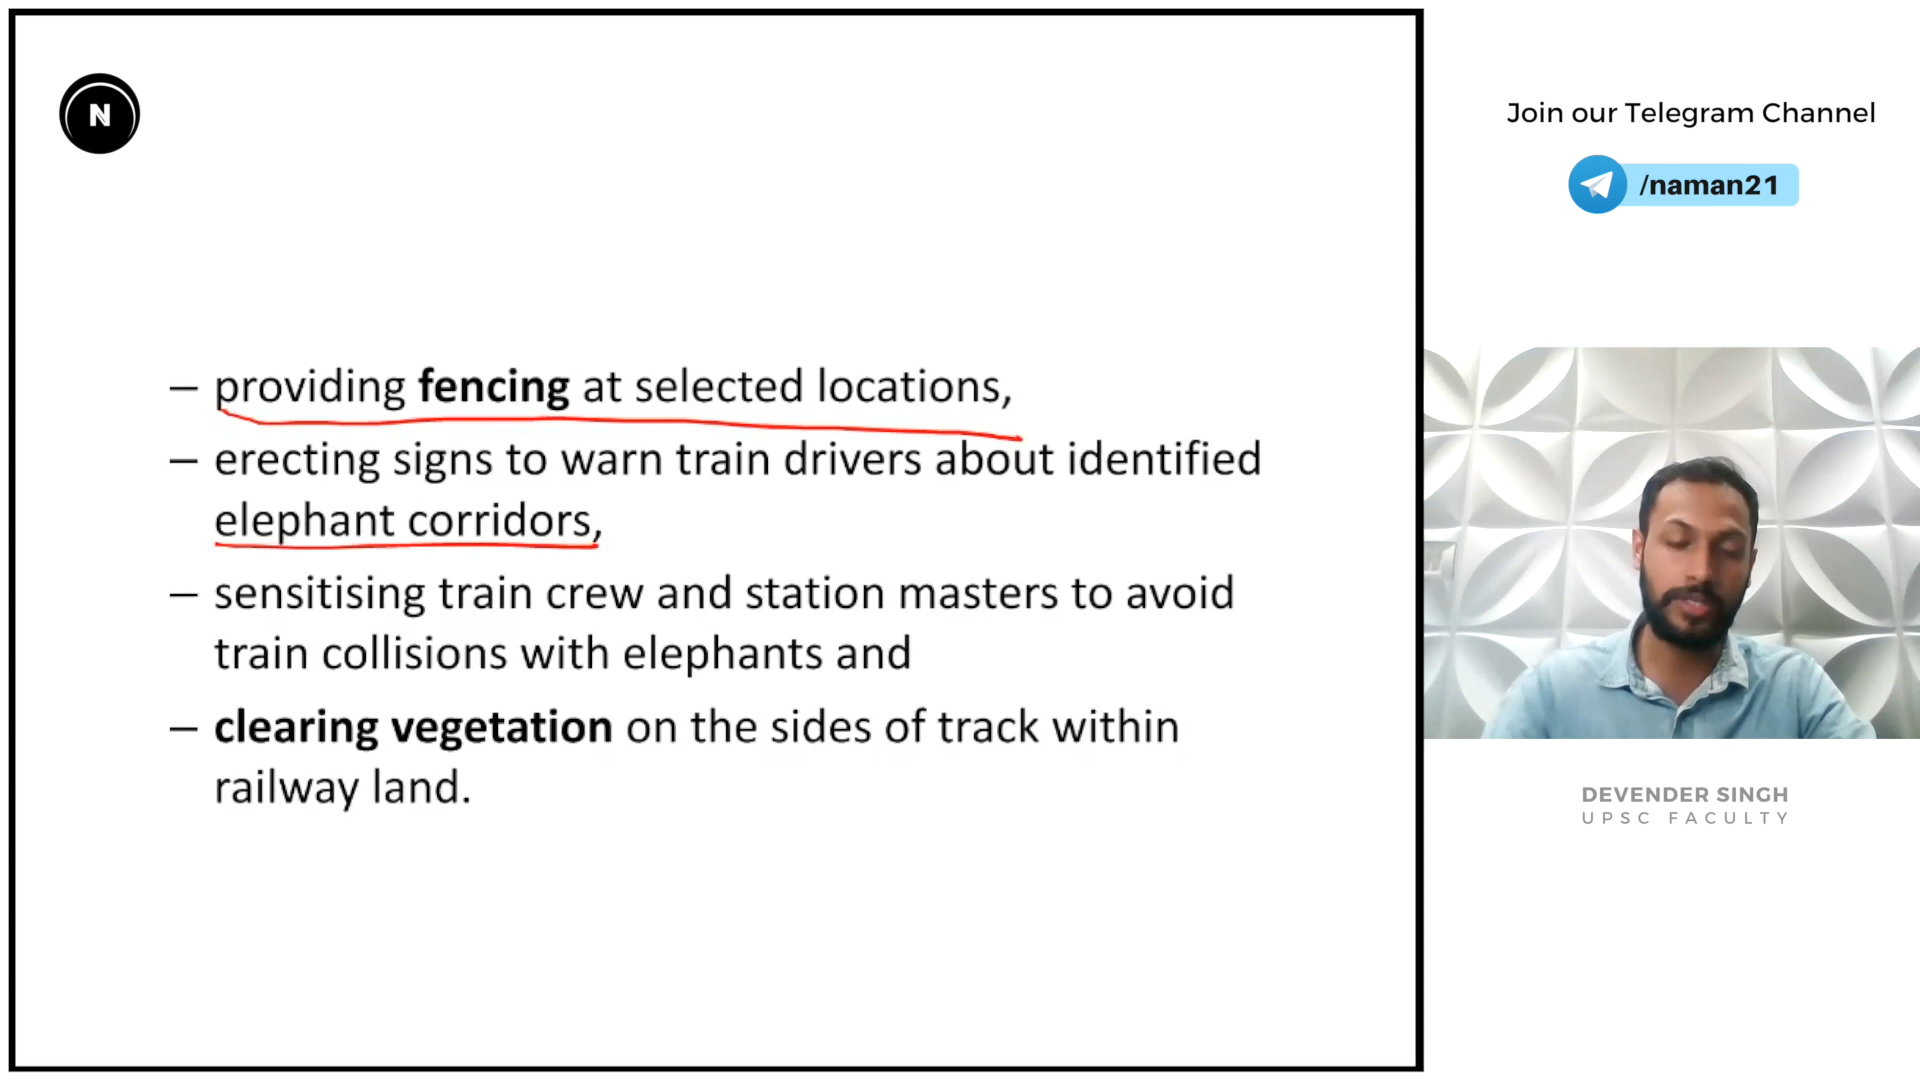 N
– providing fencing at selected locations,
– erecting signs to warn train drivers about identified
elephant corridors,
– sensitising train crew and station masters to avoid
train collisions with elephants and
– clearing vegetation on the sides of track within
railway land.
Join our Telegram Channel
/naman21
DEVENDER SINGH
UPSC FACULTY